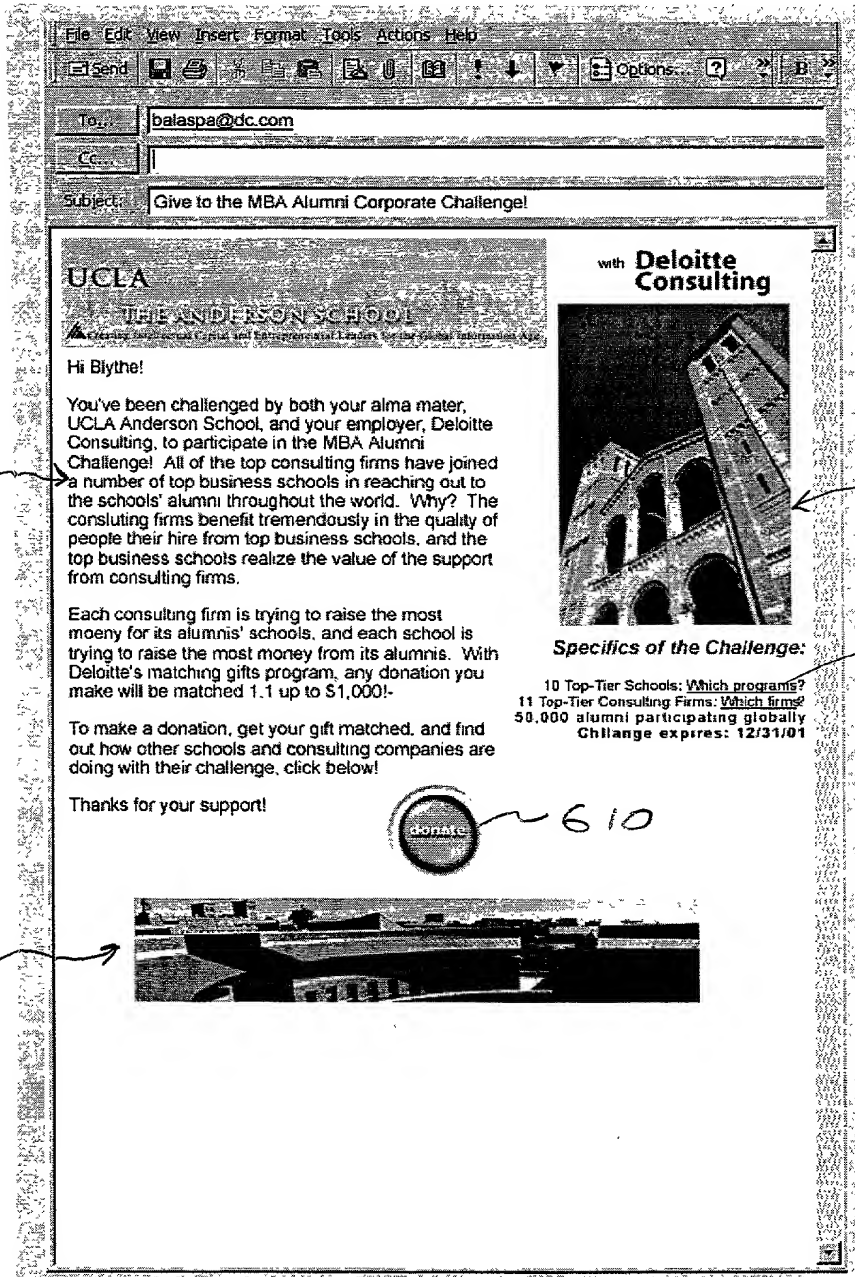 File Edit View Insert Format Tools Actions Help
Send Options...
B
To... balaspa@dc.com
Cc...
Subject: Give to the MBA Alumni Corporate Challenge!
UCLA
THE ANDERSON SCHOOL
Creating Intellectual Capital and Entrepreneurial Leaders for the Global Information Age
with Deloitte
Consulting
Hi Blythe!
You've been challenged by both your alma mater,
UCLA Anderson School, and your employer, Deloitte
Consulting, to participate in the MBA Alumni
Challenge! All of the top consulting firms have joined
a number of top business schools in reaching out to
the schools' alumni throughout the world. Why? The
consluting firms benefit tremendously in the quality of
people their hire from top business schools, and the
top business schools realize the value of the support
from consulting firms.
Each consulting firm is trying to raise the most
moeny for its alumnis' schools, and each school is
trying to raise the most money from its alumnis. With
Deloitte's matching gifts program, any donation you
make will be matched 1.1 up to $1,000!-
To make a donation, get your gift matched, and find
out how other schools and consulting companies are
doing with their challenge, click below!
Thanks for your support!
Specifics of the Challenge:
10 Top-Tier Schools: Which programs?
11 Top-Tier Consulting Firms: Which firms?
50,000 alumni participating globally
Chllange expires: 12/31/01
donate
610